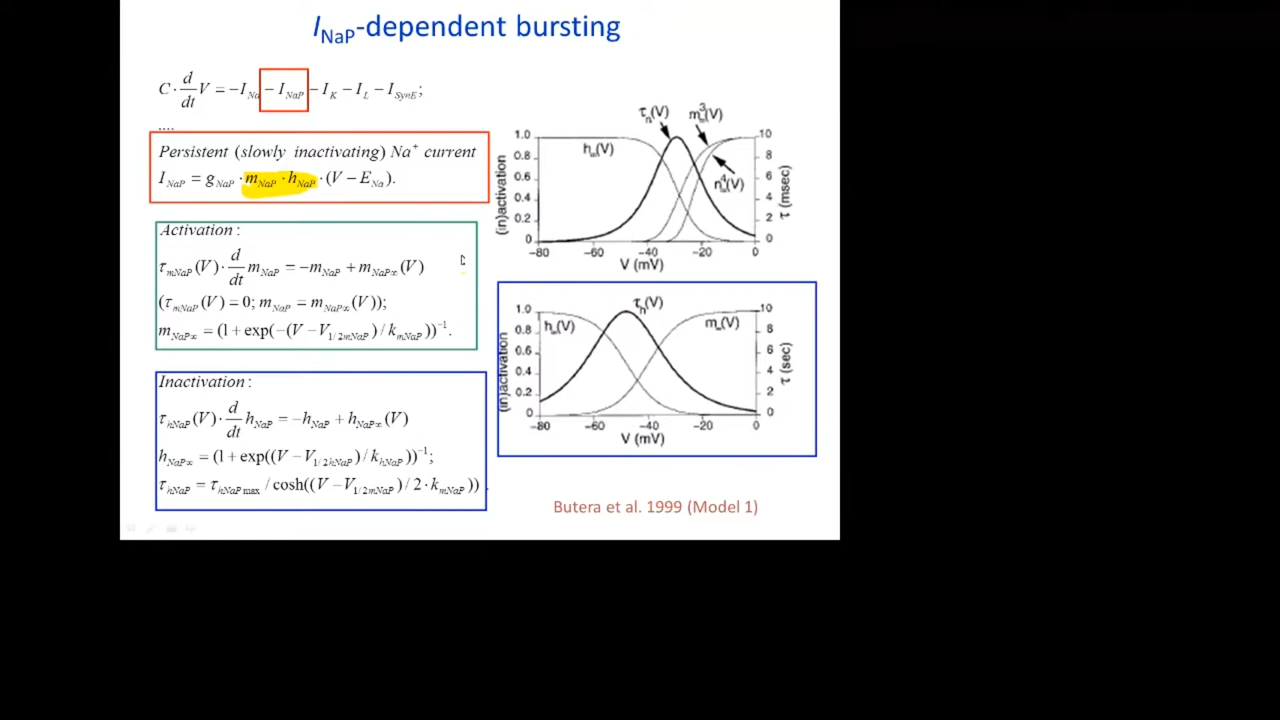 I_NaP-dependent bursting
C · d/dt V = −I_Na − I_NaP − I_K − I_L − I_SynE;
....
Persistent (slowly inactivating) Na⁺ current
I_NaP = g_NaP · m_NaP · h_NaP · (V − E_Na).
Activation :
τ_mNaP(V) · d/dt m_NaP = −m_NaP + m_NaP∞(V)
(τ_mNaP(V) = 0; m_NaP = m_NaP∞(V));
m_NaP∞ = (1 + exp(−(V − V_1/2mNaP) / k_mNaP))⁻¹.
Inactivation :
τ_hNaP(V) · d/dt h_NaP = −h_NaP + h_NaP∞(V)
h_NaP∞ = (1 + exp((V − V_1/2hNaP) / k_hNaP))⁻¹;
τ_hNaP = τ_hNaPmax / cosh((V − V_1/2mNaP) / 2 · k_mNaP))
τₙ(V) m∞³(V)
h∞(V)
n∞⁴(V)
(in)activation
1.0
0.8
0.6
0.4
0.2
0
10
8
6
4
2
0
τ (msec)
−80 −60 −40 −20 0
V (mV)
τₕ(V)
h∞(V) m∞(V)
(in)activation
1.0
0.8
0.6
0.4
0.2
0
10
8
6
4
2
0
τ (sec)
−80 −60 −40 −20 0
V (mV)
Butera et al. 1999 (Model 1)